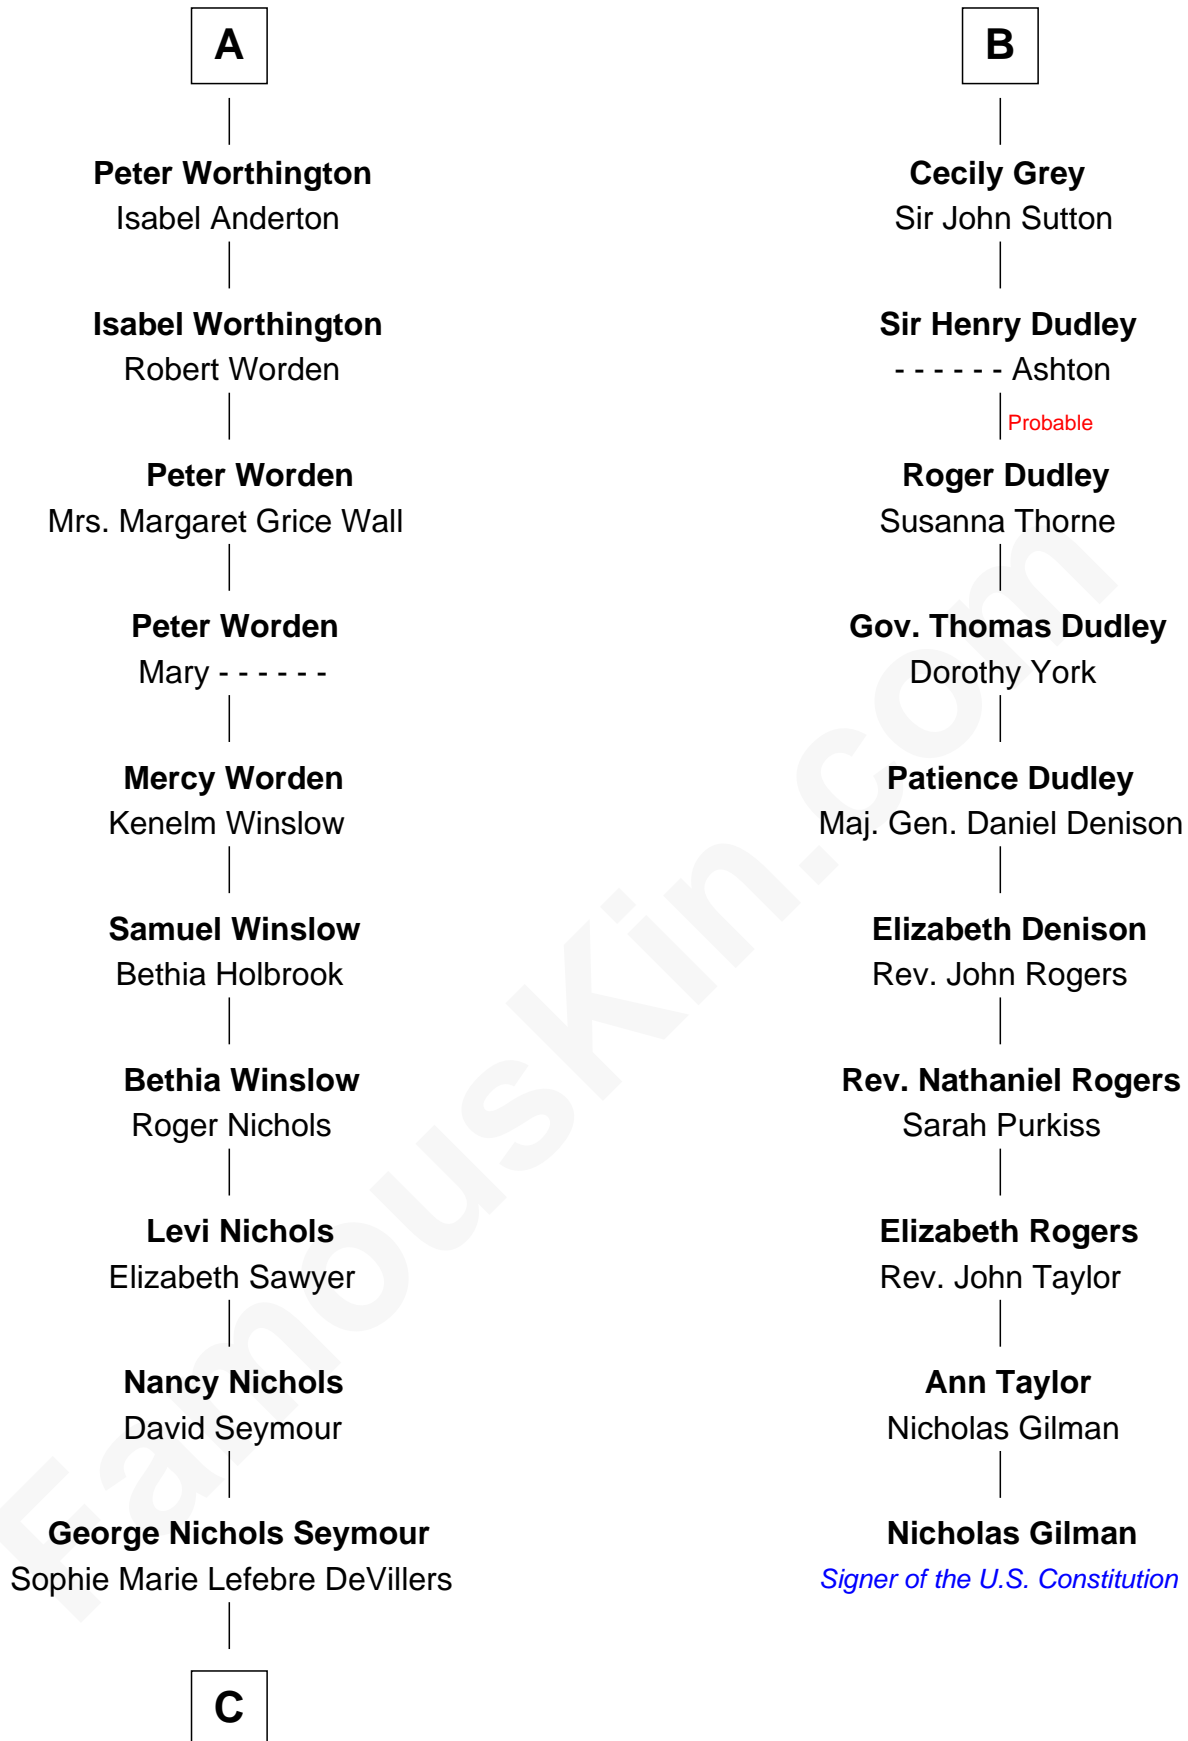 A
Peter Worthington
Isabel Anderton
Isabel Worthington
Robert Worden
Peter Worden
Mrs. Margaret Grice Wall
Peter Worden
Mary - - - - - -
Mercy Worden
Kenelm Winslow
Samuel Winslow
Bethia Holbrook
Bethia Winslow
Roger Nichols
Levi Nichols
Elizabeth Sawyer
Nancy Nichols
David Seymour
George Nichols Seymour
Sophie Marie Lefebre DeVillers
C
B
Cecily Grey
Sir John Sutton
Sir Henry Dudley
- - - - - - Ashton
Probable
Roger Dudley
Susanna Thorne
Gov. Thomas Dudley
Dorothy York
Patience Dudley
Maj. Gen. Daniel Denison
Elizabeth Denison
Rev. John Rogers
Rev. Nathaniel Rogers
Sarah Purkiss
Elizabeth Rogers
Rev. John Taylor
Ann Taylor
Nicholas Gilman
Nicholas Gilman
Signer of the U.S. Constitution
FamousKin.com